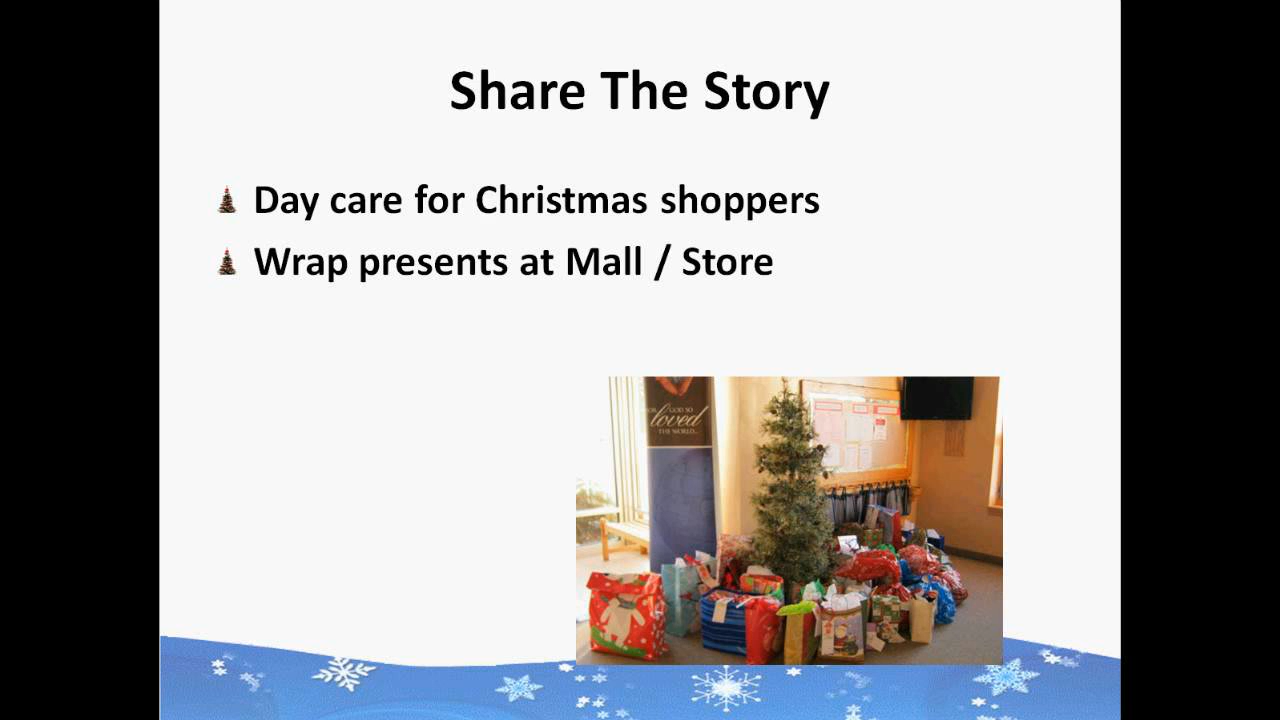 Share The Story
Day care for Christmas shoppers
Wrap presents at Mall / Store
GOD SO
loved
THE WORLD...